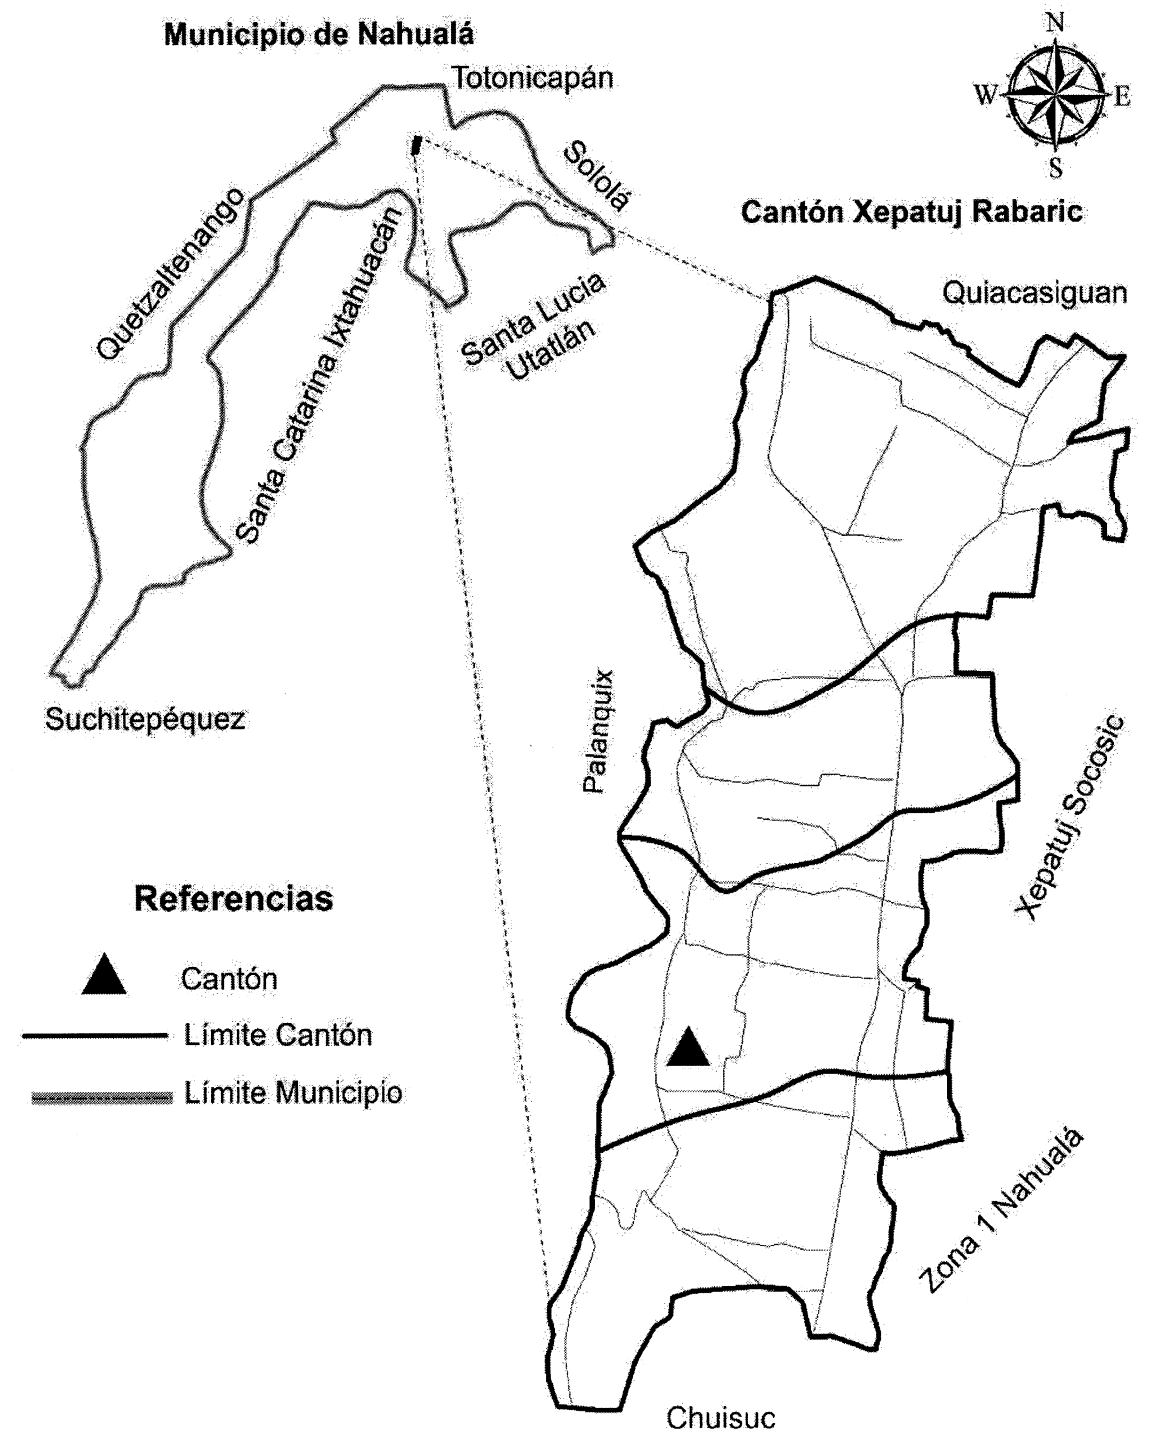 Municipio de Nahualá
N
Totonicapán
W
E
S
Sololá
Quetzaltenango
Cantón Xepatuj Rabaric
Santa Catarina Ixtahuacán
Quiacasiguan
Santa Lucia
Utatlán
Suchitepéquez
Palanquix
Xepatuj Socosic
Referencias
Cantón
Límite Cantón
Límite Municipio
Zona 1 Nahualá
Chuisuc